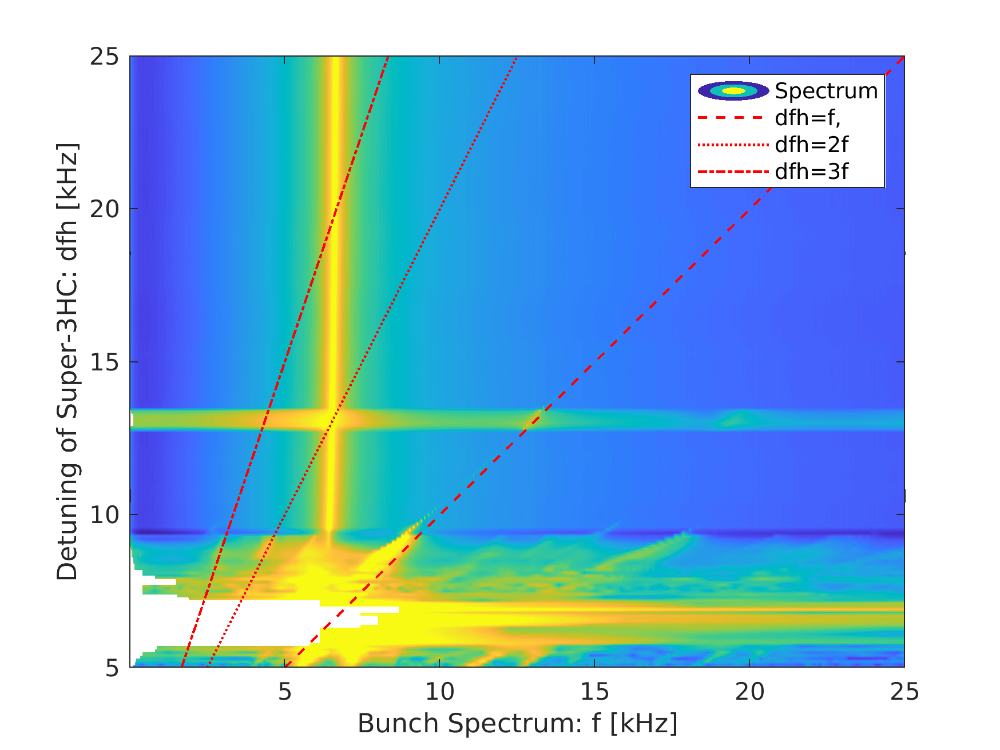 25
20
15
10
5
5
10
15
20
25
Detuning of Super-3HC: dfh [kHz]
Bunch Spectrum: f [kHz]
Spectrum
dfh=f,
dfh=2f
dfh=3f